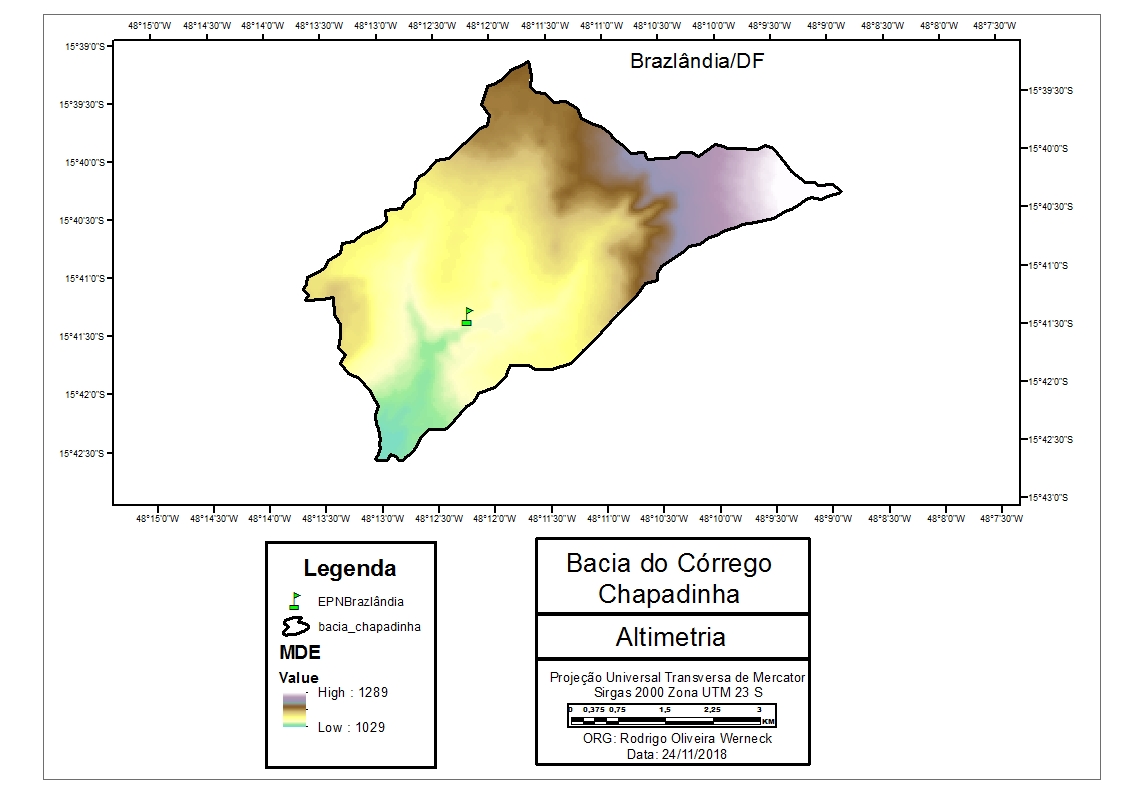 48°15'0"W 48°14'30"W 48°14'0"W 48°13'30"W 48°13'0"W 48°12'30"W 48°12'0"W 48°11'30"W 48°11'0"W 48°10'30"W 48°10'0"W 48°9'30"W 48°9'0"W 48°8'30"W 48°8'0"W 48°7'30"W
Brazlândia/DF
15°39'0"S
15°39'30"S
15°40'0"S
15°40'30"S
15°41'0"S
15°41'30"S
15°42'0"S
15°42'30"S
15°39'30"S
15°40'0"S
15°40'30"S
15°41'0"S
15°41'30"S
15°42'0"S
15°42'30"S
15°43'0"S
48°15'0"W 48°14'30"W 48°14'0"W 48°13'30"W 48°13'0"W 48°12'30"W 48°12'0"W 48°11'30"W 48°11'0"W 48°10'30"W 48°10'0"W 48°9'30"W 48°9'0"W 48°8'30"W 48°8'0"W 48°7'30"W
Legenda
EPNBrazlândia
bacia_chapadinha
MDE
Value
High : 1289
Low : 1029
Bacia do Córrego
Chapadinha
Altimetria
Projeção Universal Transversa de Mercator
Sirgas 2000 Zona UTM 23 S
0 0,375 0,75 1,5 2,25 3
KM
ORG: Rodrigo Oliveira Werneck
Data: 24/11/2018